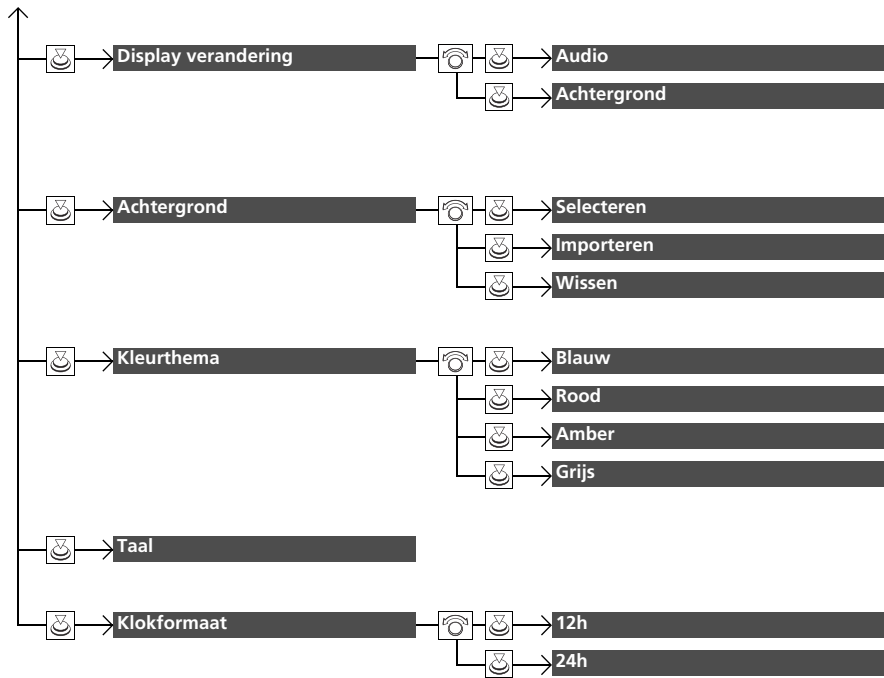 Display verandering
Audio
Achtergrond
Achtergrond
Selecteren
Importeren
Wissen
Kleurthema
Blauw
Rood
Amber
Grijs
Taal
Klokformaat
12h
24h